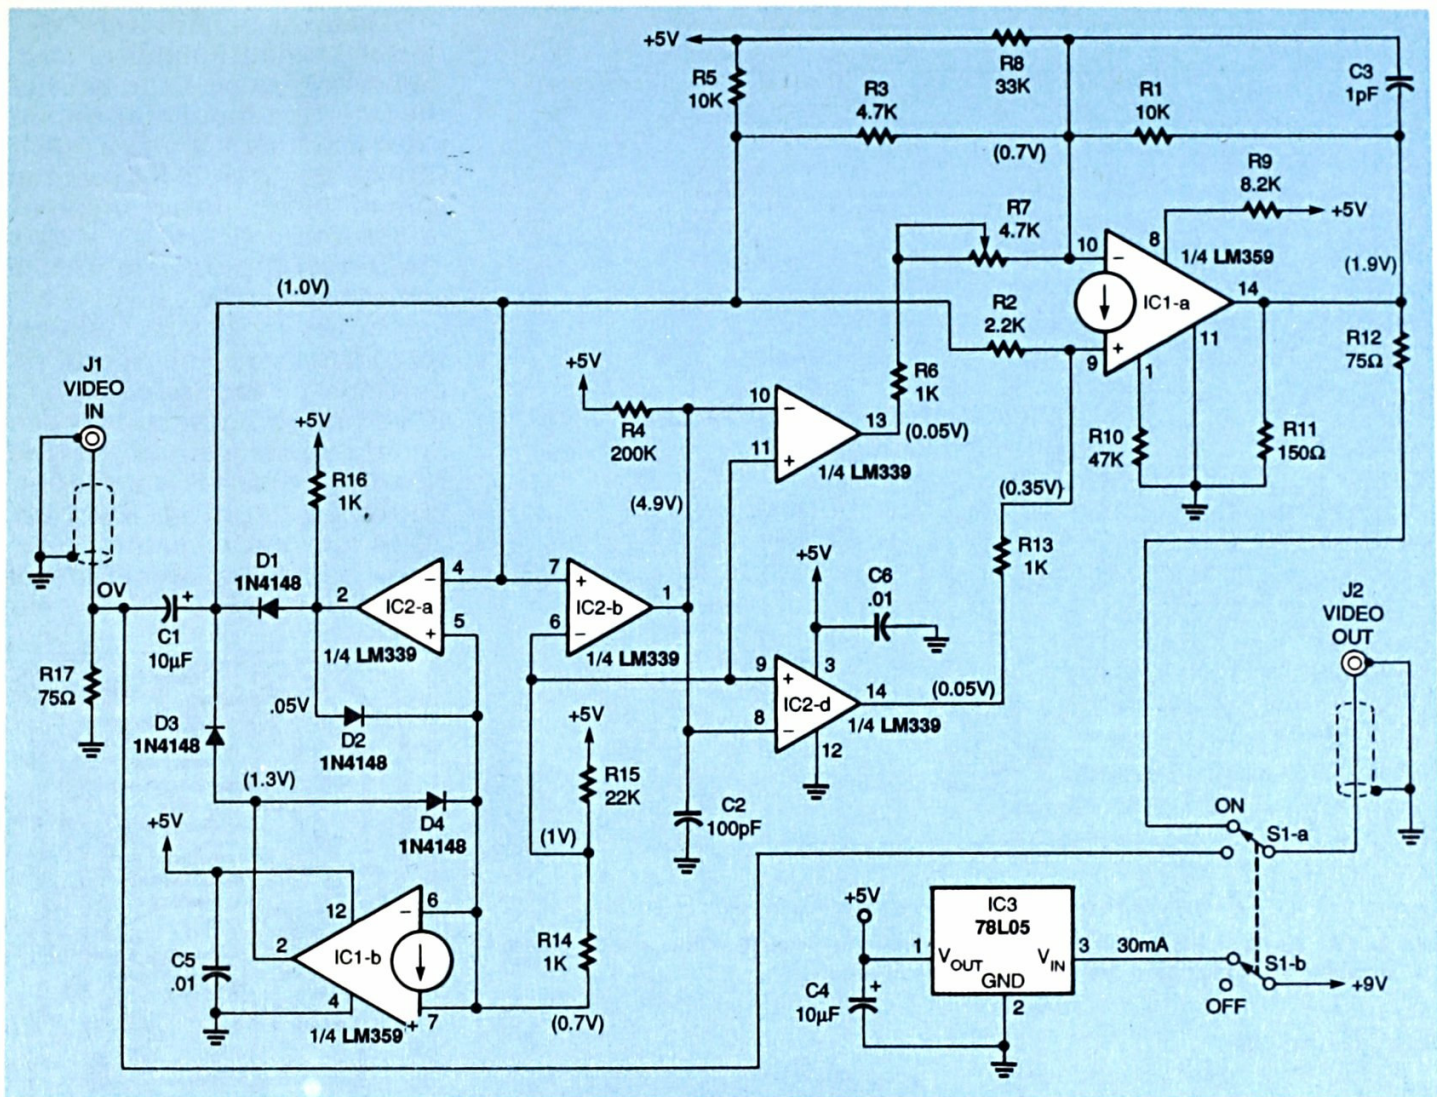 +5V
R8
33K
R5
10K
R3
4.7K
R1
10K
C3
1pF
(0.7V)
R9
8.2K
+5V
R7
4.7K
10
8
1/4 LM359
(1.9V)
−
IC1-a
14
+
9
1
11
(1.0V)
R2
2.2K
R12
75Ω
J1
VIDEO
IN
+5V
R4
200K
10
−
11
+
13
1/4 LM339
R6
1K
(0.05V)
R10
47K
R11
150Ω
+5V
R16
1K
(4.9V)
(0.35V)
R13
1K
D1
1N4148
2
−
4
IC2-a
+
5
1/4 LM339
7
+
IC2-b
1
6
−
1/4 LM339
+5V
C6
.01
J2
VIDEO
OUT
OV
+
C1
10µF
R17
75Ω
9
+
3
IC2-d
14
(0.05V)
8
−
1/4 LM339
12
.05V
D2
1N4148
D3
1N4148
+5V
R15
22K
(1.3V)
D4
1N4148
(1V)
C2
100pF
ON
S1-a
+5V
12
−
6
2
IC1-b
4
+
7
1/4 LM359
C5
.01
R14
1K
(0.7V)
+5V
1
IC3
78L05
VOUT
VIN
GND
3
2
30mA
+
C4
10µF
S1-b
OFF
+9V